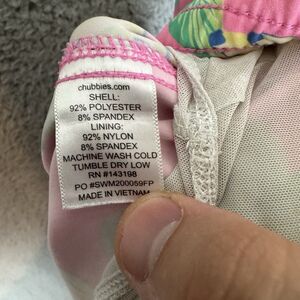 chubbies.com
SHELL:
92% POLYESTER
8% SPANDEX
LINING:
92% NYLON
8% SPANDEX
MACHINE WASH COLD
TUMBLE DRY LOW
RN #143198
PO #SWM200059FP
MADE IN VIETNAM